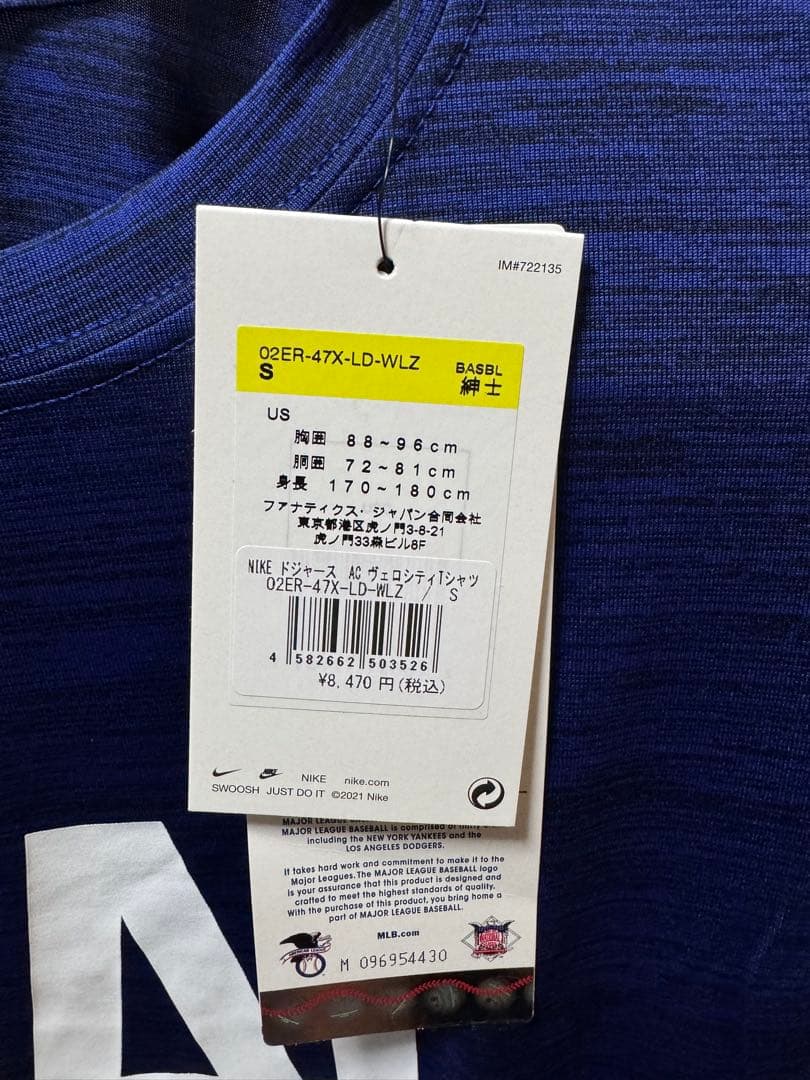 IM#722135
02ER-47X-LD-WLZ
S
BASBL
紳士
US
胸囲 88~96cm
胴囲 72~81cm
身長 170~180cm
ファナティクス・ジャパン合同会社
東京都港区虎ノ門3-8-21
虎ノ門33森ビル8F
NIKE ドジャース AC ヴェロシティTシャツ
02ER-47X-LD-WLZ / S
4 582662 503526
¥8,470 円(税込)
NIKE nike.com
SWOOSH JUST DO IT ©2021 Nike
MAJOR LEAGUE BASEBALL is comprised of thirty
including the NEW YORK YANKEES and the
LOS ANGELES DODGERS.
It takes hard work and commitment to make it to the
Major Leagues. The MAJOR LEAGUE BASEBALL logo
is your assurance that this product is designed and
crafted to meet the highest standards of quality.
With the purchase of this product, you bring home a
part of MAJOR LEAGUE BASEBALL.
MLB.com
AMERICAN LEAGUE
NATIONAL
M 096954430
A